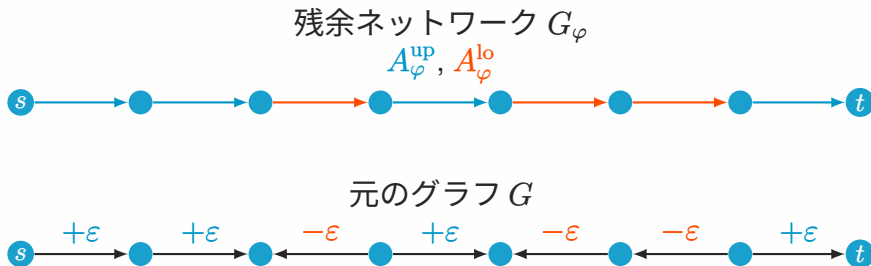 残余ネットワーク G_φ
A_φ^up, A_φ^lo
s t
元のグラフ G
+ε +ε −ε +ε −ε −ε +ε
s t